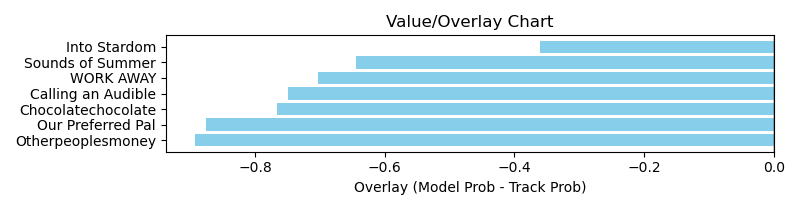 Value/Overlay Chart
Into Stardom
Sounds of Summer
WORK AWAY
Calling an Audible
Chocolatechocolate
Our Preferred Pal
Otherpeoplesmoney
−0.8 −0.6 −0.4 −0.2 0.0
Overlay (Model Prob - Track Prob)